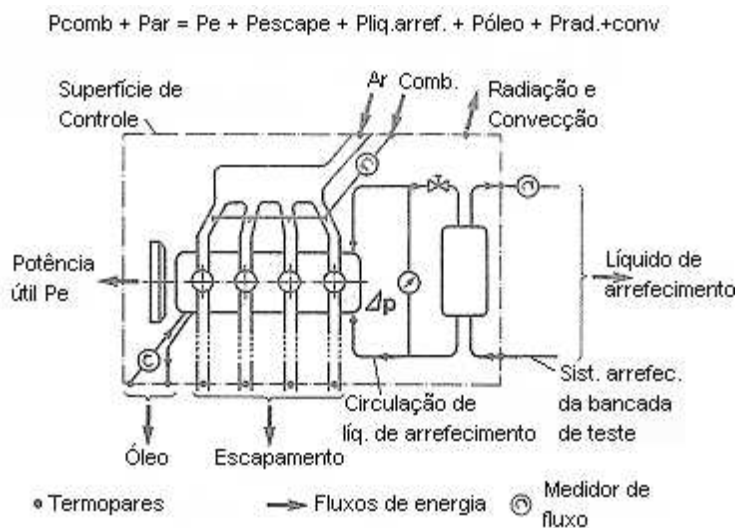 Pcomb + Par = Pe + Pescape + Pliq.arref. + Póleo + Prad.+conv
Ar Comb.
Superfície de
Controle
Radiação e
Convecção
Potência
útil Pe
Δp
Líquido de
arrefecimento
Circulação de
líq. de arrefecimento
Sist. arrefec.
da bancada
de teste
Óleo
Escapamento
Termopares
Fluxos de energia
Medidor de
fluxo